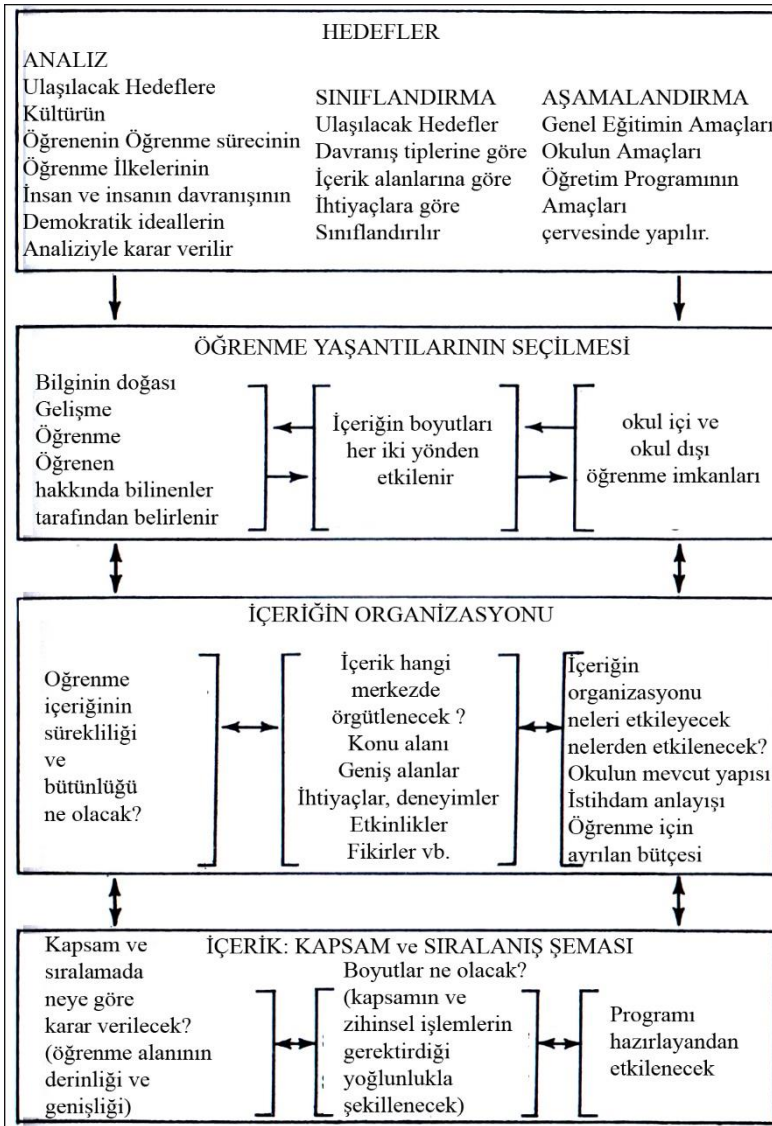 HEDEFLER
ANALIZ
Ulaşılacak Hedeflere
Kültürün
Öğrenenin Öğrenme sürecinin
Öğrenme İlkelerinin
İnsan ve insanın davranışının
Demokratik ideallerin
Analiziyle karar verilir
SINIFLANDIRMA
Ulaşılacak Hedefler
Davranış tiplerine göre
İçerik alanlarına göre
İhtiyaçlara göre
Sınıflandırılır
AŞAMALANDIRMA
Genel Eğitimin Amaçları
Okulun Amaçları
Öğretim Programının
Amaçları
çervesinde yapılır.
ÖĞRENME YAŞANTILARININ SEÇİLMESİ
Bilginin doğası
Gelişme
Öğrenme
Öğrenen
hakkında bilinenler
tarafından belirlenir
İçeriğin boyutları
her iki yönden
etkilenir
okul içi ve
okul dışı
öğrenme imkanları
İÇERİĞİN ORGANİZASYONU
Oğrenme
içeriğinin
sürekliliği
ve
bütünlüğü
ne olacak?
İçerik hangi
merkezde
örgütlenecek ?
Konu alanı
Geniş alanlar
İhtiyaçlar, deneyimler
Etkinlikler
Fikirler vb.
İçeriğin
organizasyonu
neleri etkileyecek
nelerden etkilenecek?
Okulun mevcut yapısı
İstihdam anlayışı
Öğrenme için
ayrılan bütçesi
İÇERİK: KAPSAM ve SIRALANIŞ ŞEMASI
Kapsam ve
sıralamada
neye göre
karar verilecek?
(öğrenme alanının
derinliği ve
genişliği)
Boyutlar ne olacak?
(kapsamın ve
zihinsel işlemlerin
gerektirdiği
yoğunlukla
şekillenecek)
Programı
hazırlayandan
etkilenecek